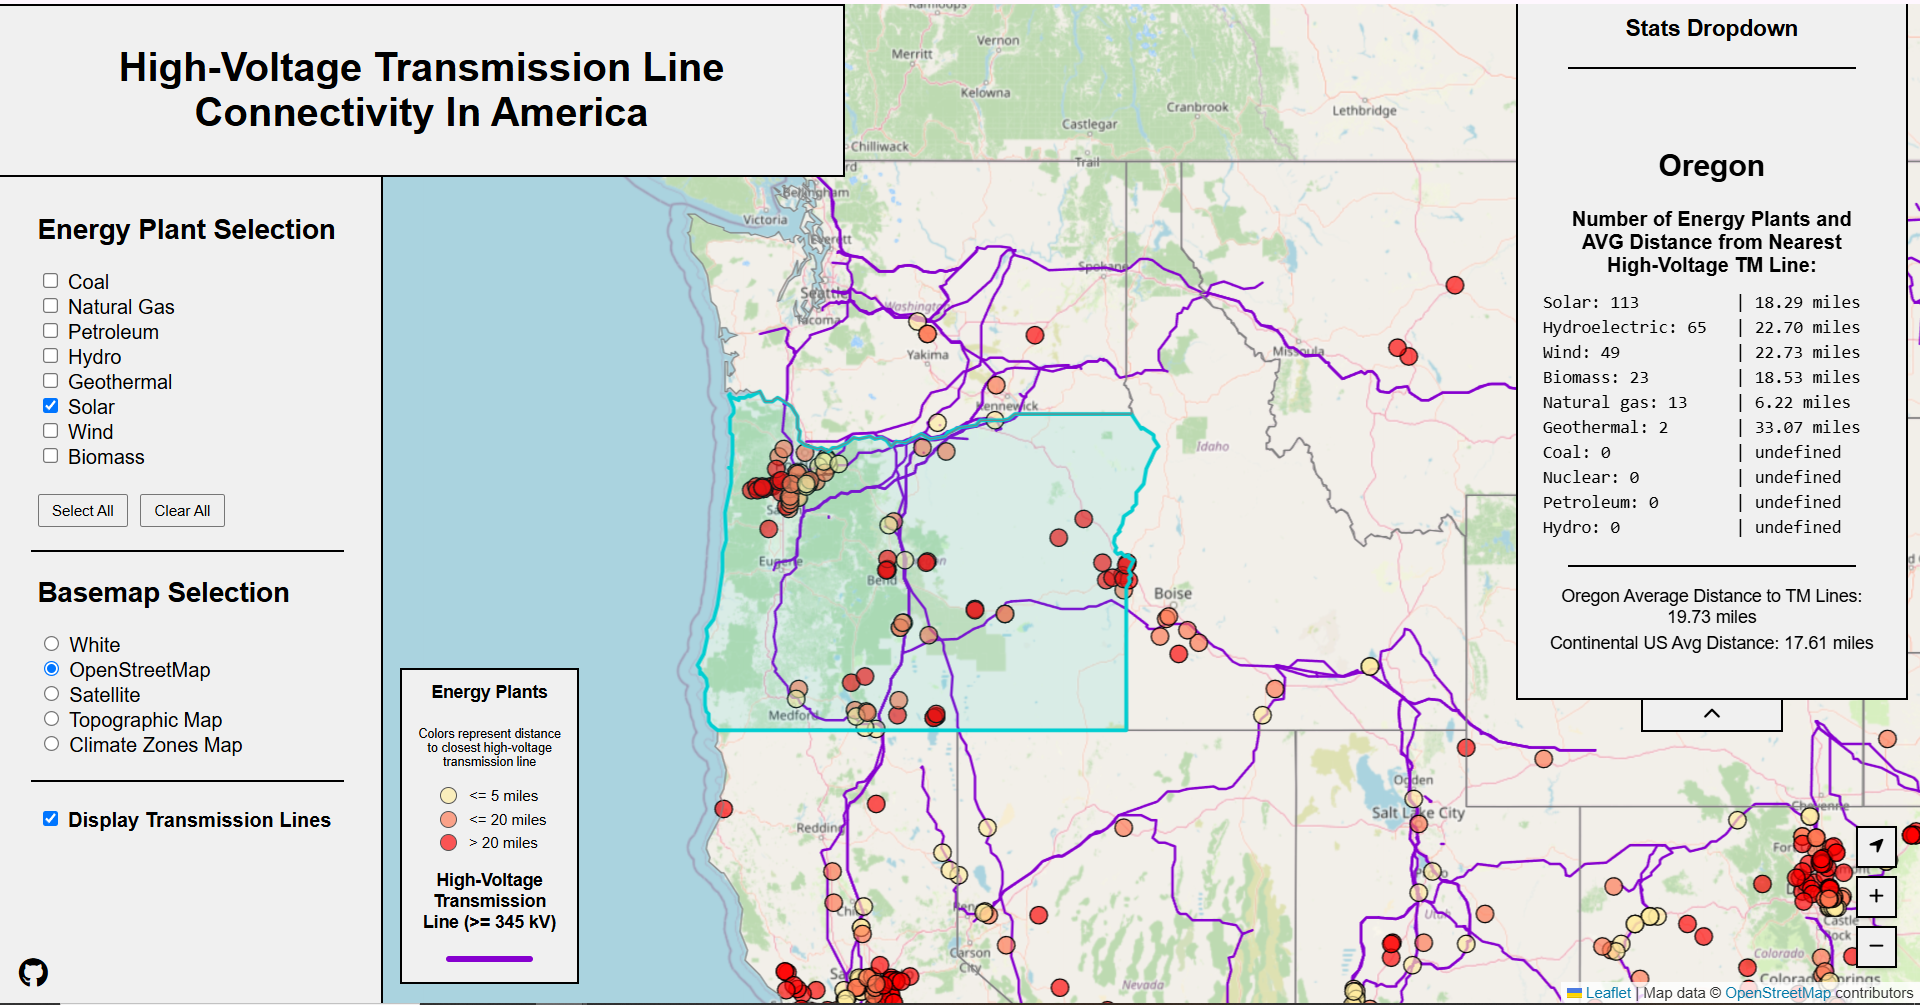 High-Voltage Transmission Line
Connectivity In America
Energy Plant Selection
Coal
Natural Gas
Petroleum
Hydro
Geothermal
Solar
Wind
Biomass
Select All
Clear All
Basemap Selection
White
OpenStreetMap
Satellite
Topographic Map
Climate Zones Map
Display Transmission Lines
Energy Plants
Colors represent distance
to closest high-voltage
transmission line
<= 5 miles
<= 20 miles
> 20 miles
High-Voltage
Transmission
Line (>= 345 kV)
Kamloops
Merritt
Vernon
Kelowna
Cranbrook
Lethbridge
Castlegar
Trail
Chilliwack
Bellingham
Victoria
Everett
Seattle
Tacoma
Washington
Spokane
Yakima
Kennewick
Missoula
Idaho
Eugene
Bend
Boise
Medford
Redding
Ogden
Salt Lake City
Cheyenne
Carson
City
Utah
Nevada
Castle
Rock
Colorado
Colorado Springs
Stats Dropdown
Oregon
Number of Energy Plants and
AVG Distance from Nearest
High-Voltage TM Line:
Solar: 113 | 18.29 miles
Hydroelectric: 65 | 22.70 miles
Wind: 49 | 22.73 miles
Biomass: 23 | 18.53 miles
Natural gas: 13 | 6.22 miles
Geothermal: 2 | 33.07 miles
Coal: 0 | undefined
Nuclear: 0 | undefined
Petroleum: 0 | undefined
Hydro: 0 | undefined
Oregon Average Distance to TM Lines:
19.73 miles
Continental US Avg Distance: 17.61 miles
+
−
Leaflet | Map data © OpenStreetMap contributors